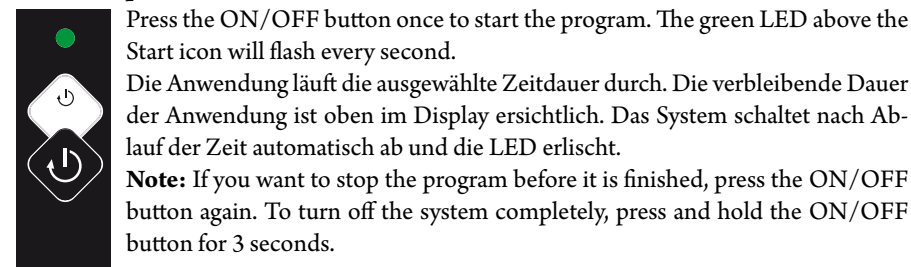 Press the ON/OFF button once to start the program. The green LED above the
Start icon will flash every second.
Die Anwendung läuft die ausgewählte Zeitdauer durch. Die verbleibende Dauer
der Anwendung ist oben im Display ersichtlich. Das System schaltet nach Ab-
lauf der Zeit automatisch ab und die LED erlischt.
Note: If you want to stop the program before it is finished, press the ON/OFF
button again. To turn off the system completely, press and hold the ON/OFF
button for 3 seconds.